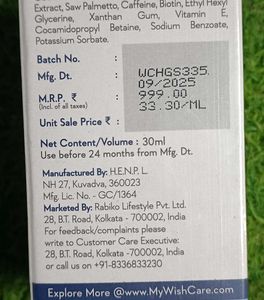 Extract, Saw Palmetto, Caffeine, Biotin, Ethyl Hexyl
Glycerine, Xanthan Gum, Vitamin E,
Cocamidopropyl Betaine, Sodium Benzoate,
Potassium Sorbate.
Batch No. : WCHGS335
Mfg. Dt. : 09/2025
M.R.P. ₹ : 999.00
(Incl. of all taxes)
33.30/ML
Unit Sale Price ₹ :
Net Content/Volume : 30ml
Use before 24 months from Mfg. Dt.
Manufactured By: H.E.N.P. L.
NH 27, Kuvadva, 360023
Mfg. Lic. No. - GC/1364
Marketed By: Rabiko Lifestyle Pvt. Ltd.
28, B.T. Road, Kolkata -700002, India
For feedback/complaints please
write to Customer Care Executive:
28, B.T. Road, Kolkata - 700002, India
or call us on +91-8336833230
Explore More @www.MyWishCare.com